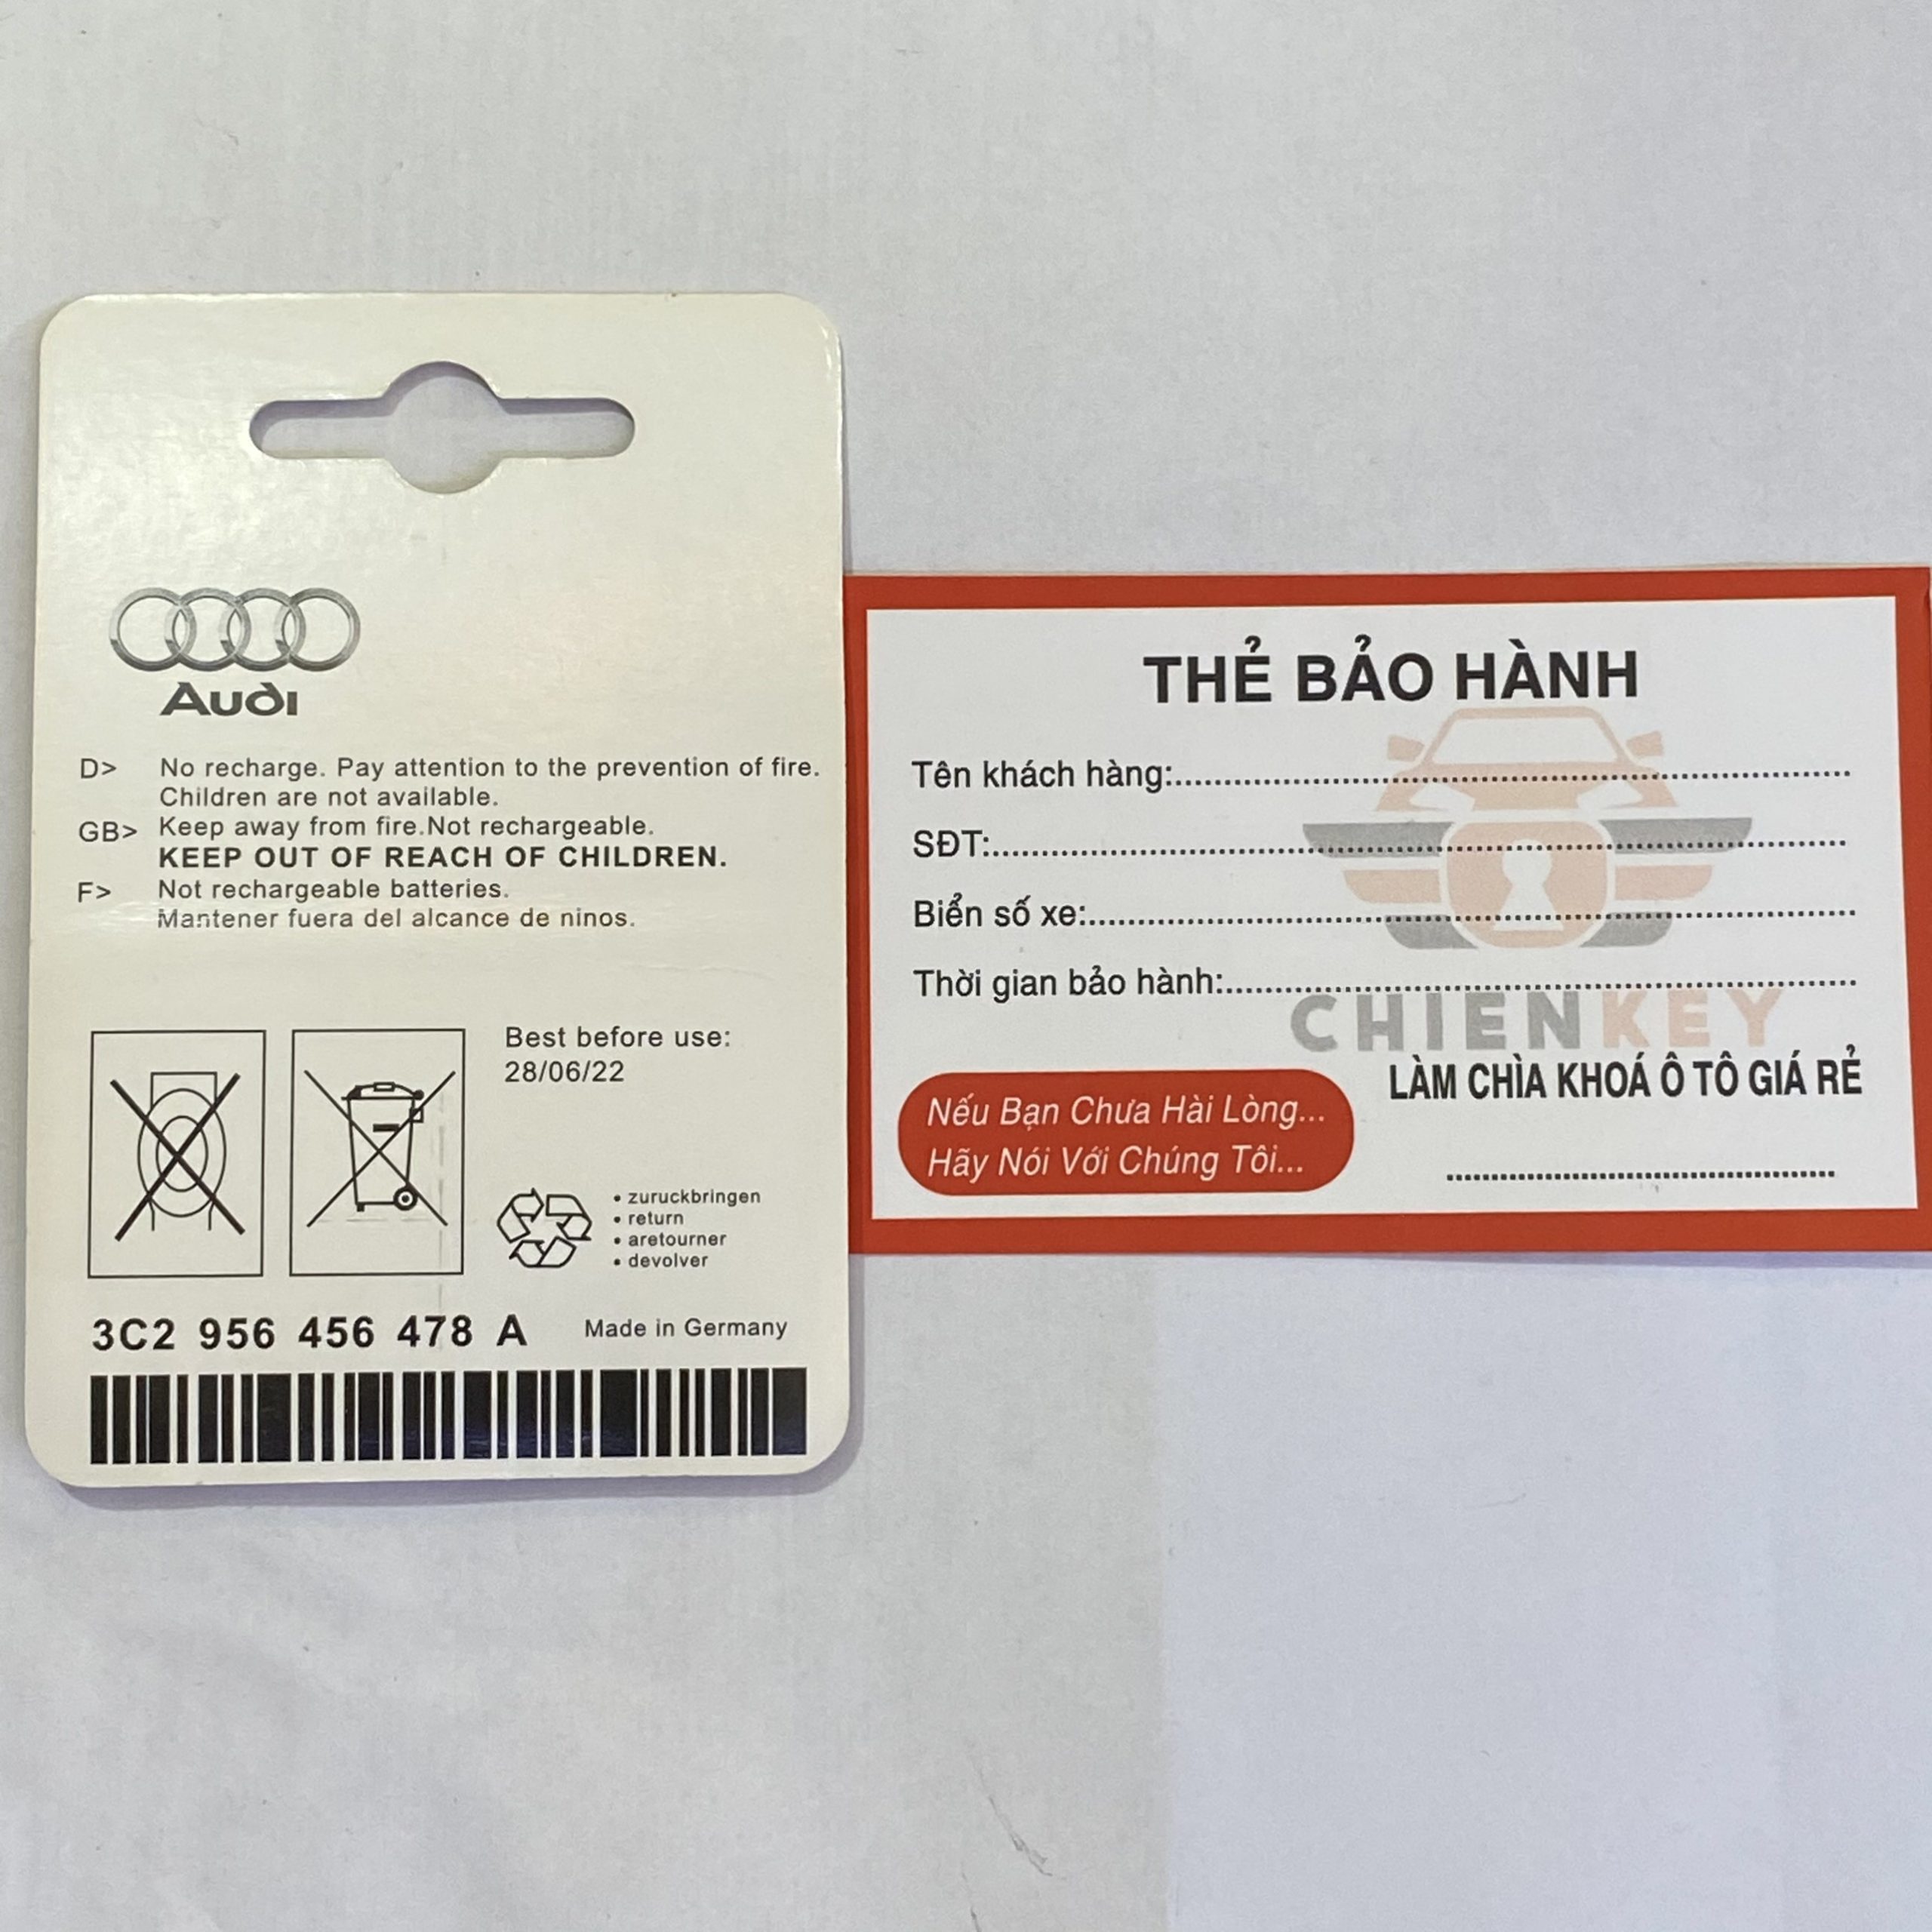 Audi
D> No recharge. Pay attention to the prevention of fire.
Children are not available.
GB> Keep away from fire.Not rechargeable.
KEEP OUT OF REACH OF CHILDREN.
F> Not rechargeable batteries.
Mantener fuera del alcance de ninos.
Best before use:
28/06/22
• zuruckbringen
• return
• aretourner
• devolver
3C2 956 456 478 A Made in Germany
THẺ BẢO HÀNH
Tên khách hàng:
SĐT:
Biển số xe:
Thời gian bảo hành:
CHIENKEY
LÀM CHÌA KHOÁ Ô TÔ GIÁ RẺ
Nếu Bạn Chưa Hài Lòng...
Hãy Nói Với Chúng Tôi...